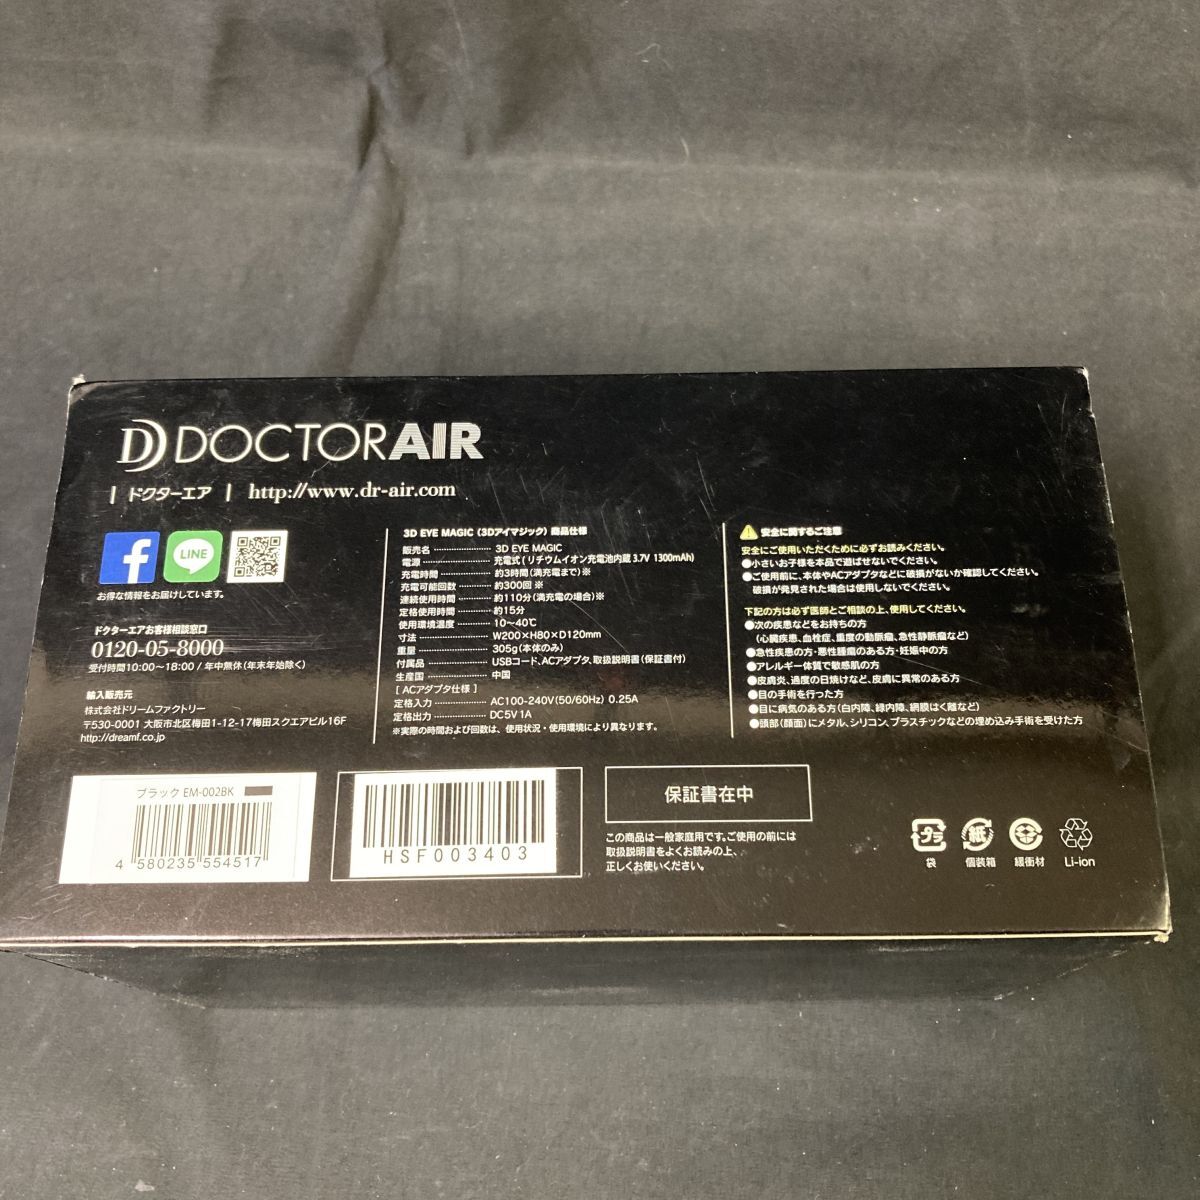 DOCTORAIR
| ドクターエア | http://www.dr-air.com
LINE
お得な情報をお届けしています。
ドクターエアお客様相談窓口
0120-05-8000
受付時間10:00〜18:00 / 年中無休(年末年始除く)
輸入販売元
株式会社ドリームファクトリー
〒530-0001 大阪市北区梅田1-12-17梅田スクエアビル16F
http://dreamf.co.jp
3D EYE MAGIC 〈3Dアイマジック〉商品仕様
販売名 ………………… 3D EYE MAGIC
電源 …………………… 充電式(リチウムイオン充電池内蔵 3.7V 1300mAh)
充電時間 ……………… 約3時間(満充電まで)※
充電可能回数 ………… 約300回 ※
連続使用時間 ………… 約110分(満充電の場合)※
定格使用時間 ………… 約15分
使用環境温度 ………… 10〜40℃
寸法 …………………… W200×H80×D120mm
重量 …………………… 305g(本体のみ)
付属品 ………………… USBコード、ACアダプタ、取扱説明書(保証書付)
生産国 ………………… 中国
[ ACアダプタ仕様 ]
定格入力 ……………… AC100-240V(50/60Hz) 0.25A
定格出力 ……………… DC5V 1A
※実際の時間および回数は、使用状況・使用環境により異なります。
安全に関するご注意
安全にご使用いただくために必ずお読みください。
●小さいお子様を本品で遊ばせないでください。
●ご使用前に、本体やACアダプタなどに破損がないか確認してください。
破損が発見された場合は使用しないでください。
下記の方は必ず医師とご相談の上、使用してください。
●次の疾患などをお持ちの方
(心臓疾患、血栓症、重度の動脈瘤、急性静脈瘤など)
●急性疾患の方・悪性腫瘍のある方・妊娠中の方
●アレルギー体質で敏感肌の方
●皮膚炎、過度の日焼けなど、皮膚に異常のある方
●目の手術を行った方
●目に病気のある方(白内障、緑内障、網膜はく離など)
●頭部(顔面)にメタル、シリコン、プラスチックなどの埋め込み手術を受けた方
ブラック EM-002BK
4 580235 554517
HSF003403
保証書在中
この商品は一般家庭用です。ご使用の前には
取扱説明書をよくお読みの上、
正しくお使いください。
プラ 紙
袋 個装箱 緩衝材 Li-ion